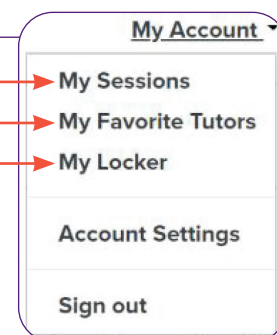 My Account
My Sessions
My Favorite Tutors
My Locker
Account Settings
Sign out